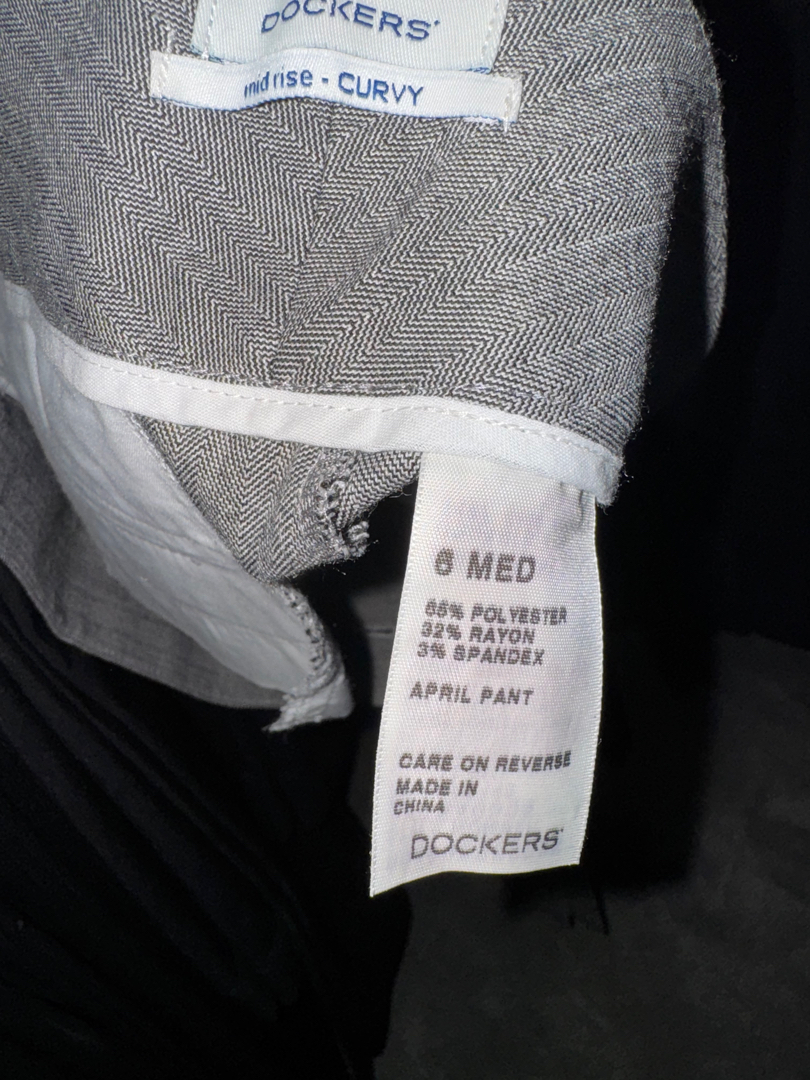 DOCKERS®
mid rise - CURVY
6 MED
65% POLYESTER
32% RAYON
3% SPANDEX
APRIL PANT
CARE ON REVERSE
MADE IN
CHINA
DOCKERS®